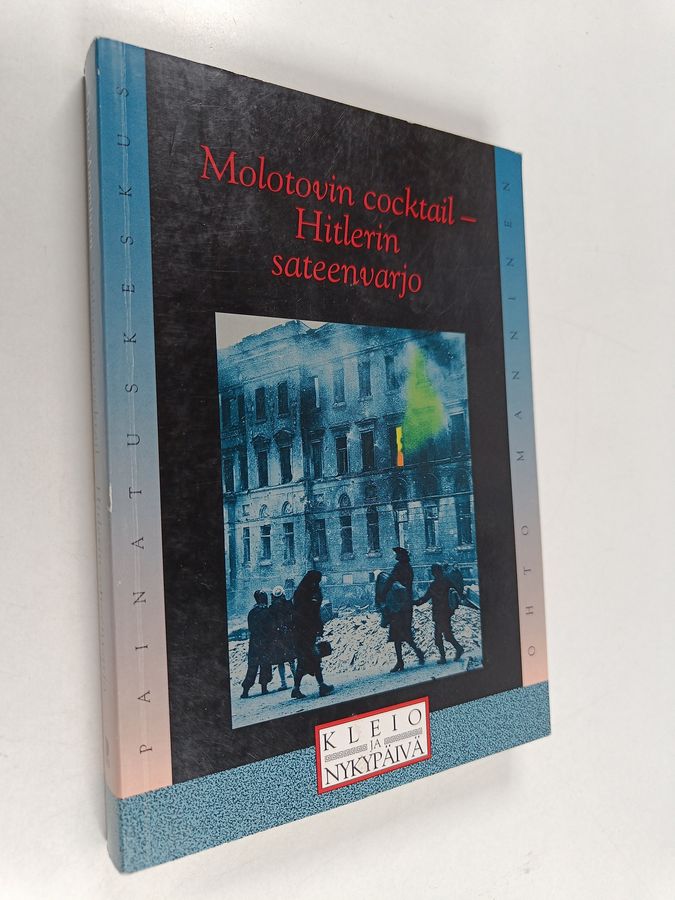 Molotovin cocktail –
Hitlerin
sateenvarjo
PAINATUSKESKUS
OHTO MANNINEN
KLEIO
JA
NYKYPÄIVÄ